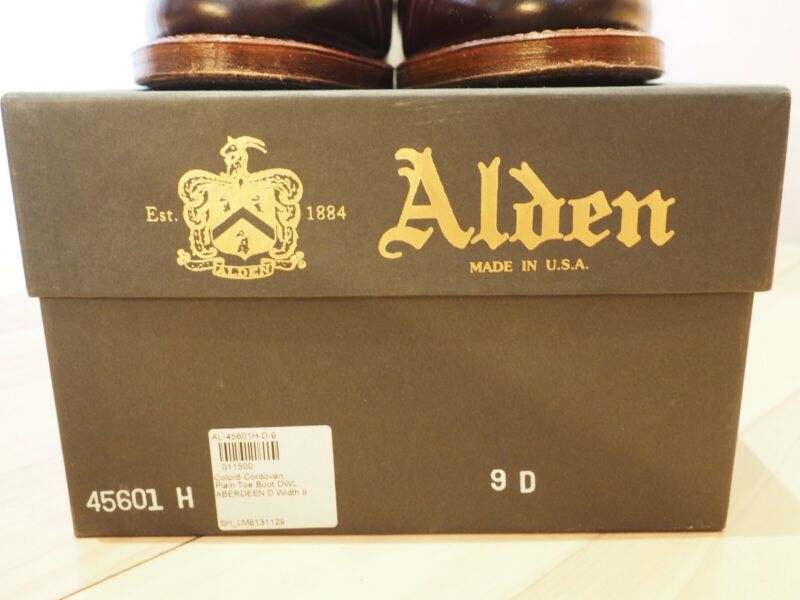 Est. 1884
ALDEN
Alden
MADE IN U.S.A.
AL-45601H-D-9
011500
Color8 Cordovan
Plain Toe Boot DWL
ABERDEEN D Width 9
SH_LM8131129
45601 H
9 D